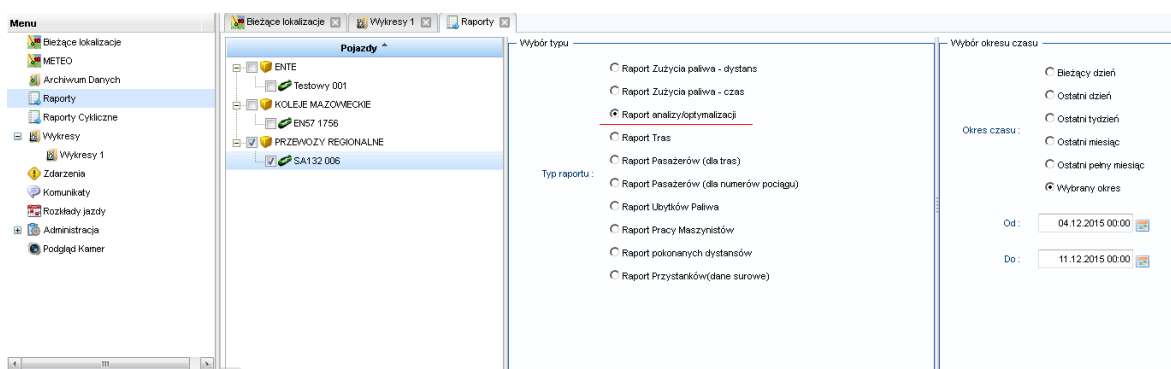 Menu
Bieżące lokalizacje
METEO
Archiwum Danych
Raporty
Raporty Cykliczne
Wykresy
Wykresy 1
Zdarzenia
Komunikaty
Rozkłady jazdy
Administracja
Podgląd Kamer
Bieżące lokalizacje
Wykresy 1
Raporty
Pojazdy
ENTE
Testowy 001
KOLEJE MAZOWIECKIE
EN57 1756
PRZEWOZY REGIONALNE
SA132 006
Wybór typu
Typ raportu :
Raport Zużycia paliwa - dystans
Raport Zużycia paliwa - czas
Raport analizy/optymalizacji
Raport Tras
Raport Pasażerów (dla tras)
Raport Pasażerów (dla numerów pociągu)
Raport Ubytków Paliwa
Raport Pracy Maszynistów
Raport pokonanych dystansów
Raport Przystanków(dane surowe)
Wybór okresu czasu
Okres czasu :
Bieżący dzień
Ostatni dzień
Ostatni tydzień
Ostatni miesiąc
Ostatni pełny miesiąc
Wybrany okres
Od : 04.12.2015 00:00
Do : 11.12.2015 00:00